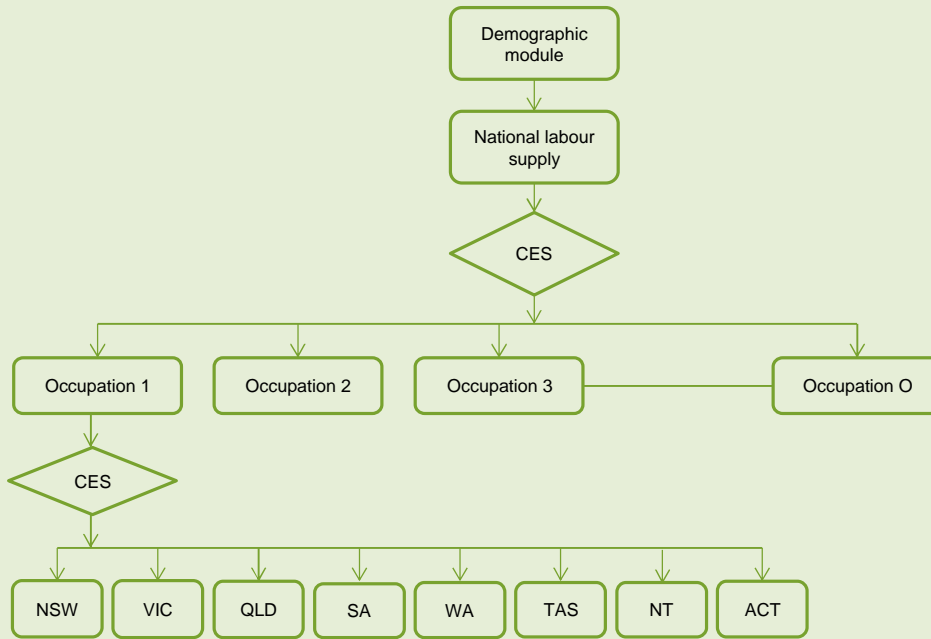 Demographic
module
National labour
supply
CES
Occupation 1
Occupation 2
Occupation 3
Occupation O
CES
NSW
VIC
QLD
SA
WA
TAS
NT
ACT